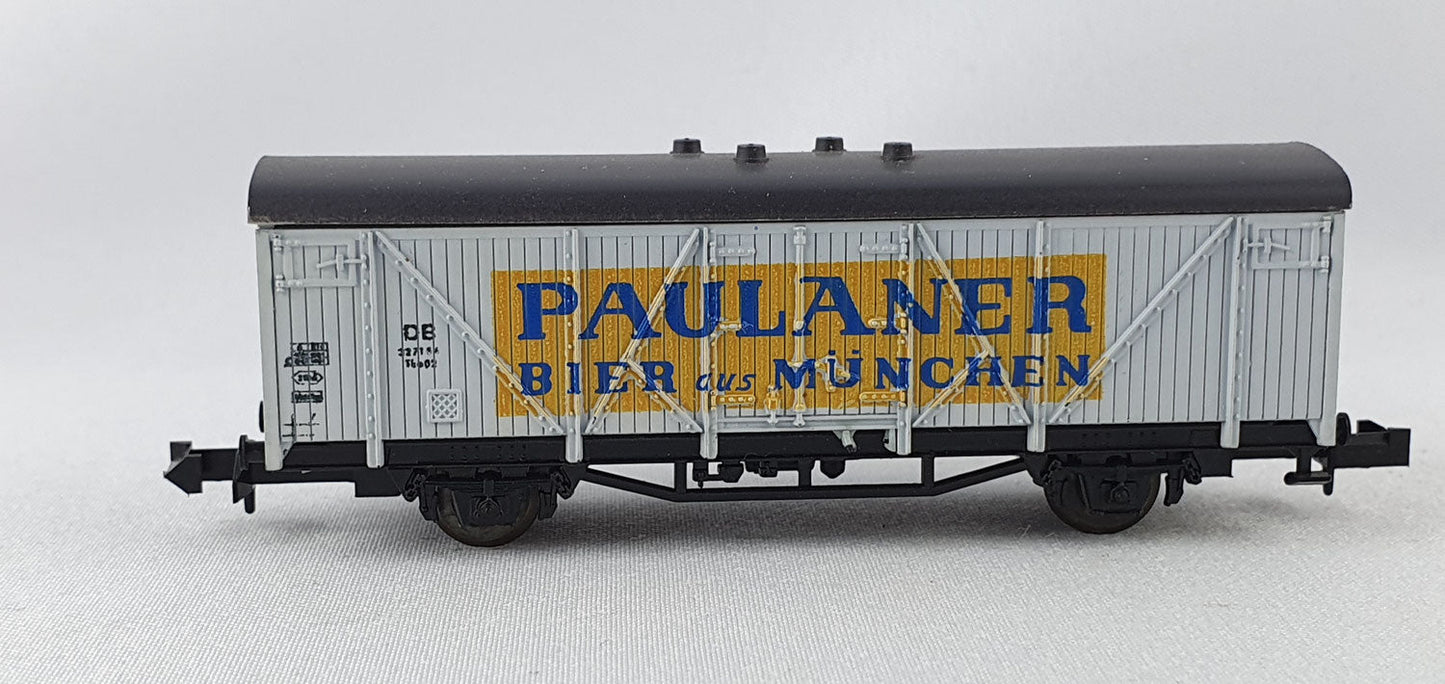 PAULANER
BIER aus MÜNCHEN
DB